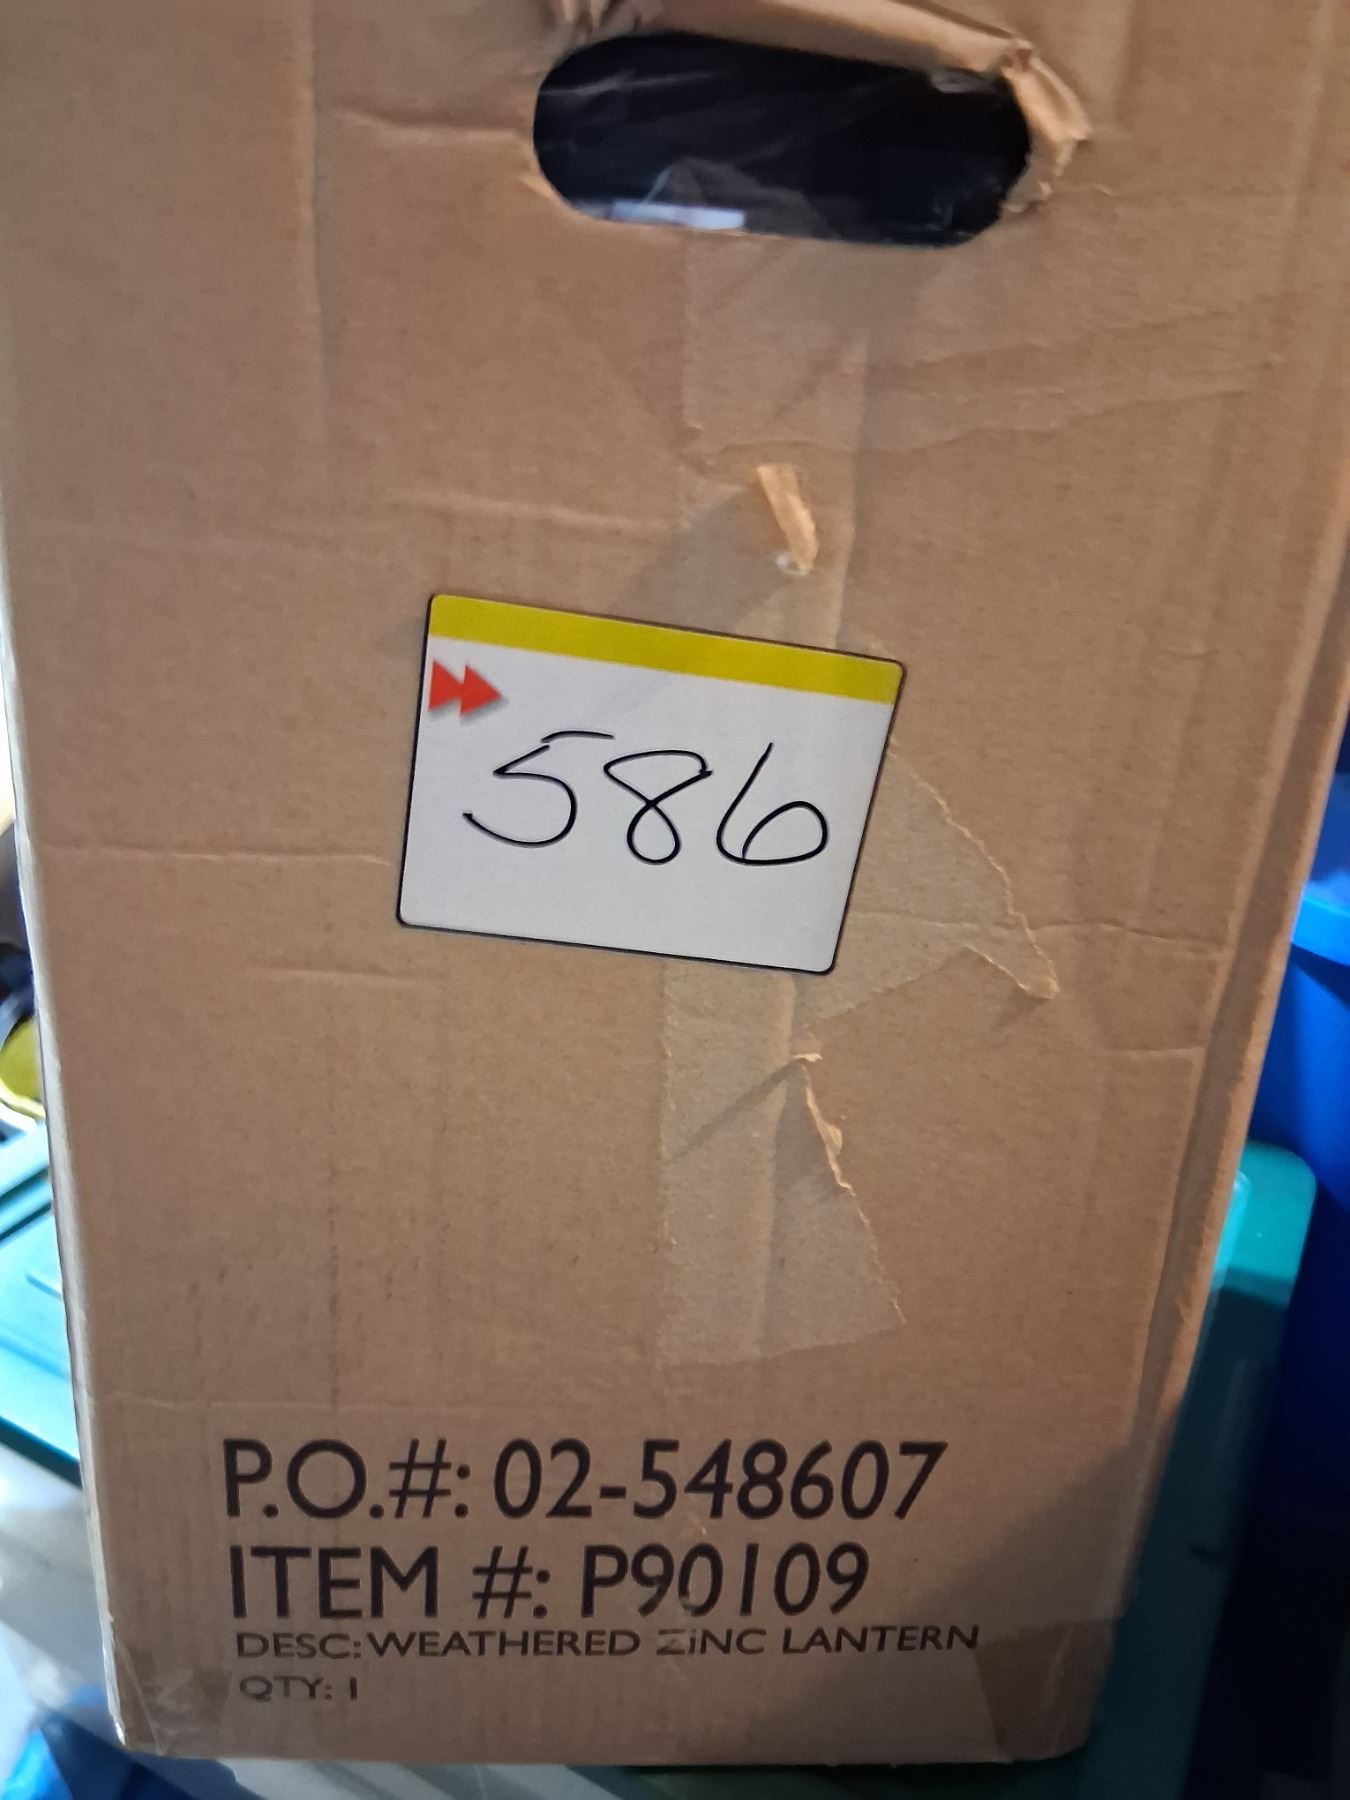 586
P.O.#: 02-548607
ITEM #: P90109
DESC: WEATHERED ZiNC LANTERN
QTY: 1